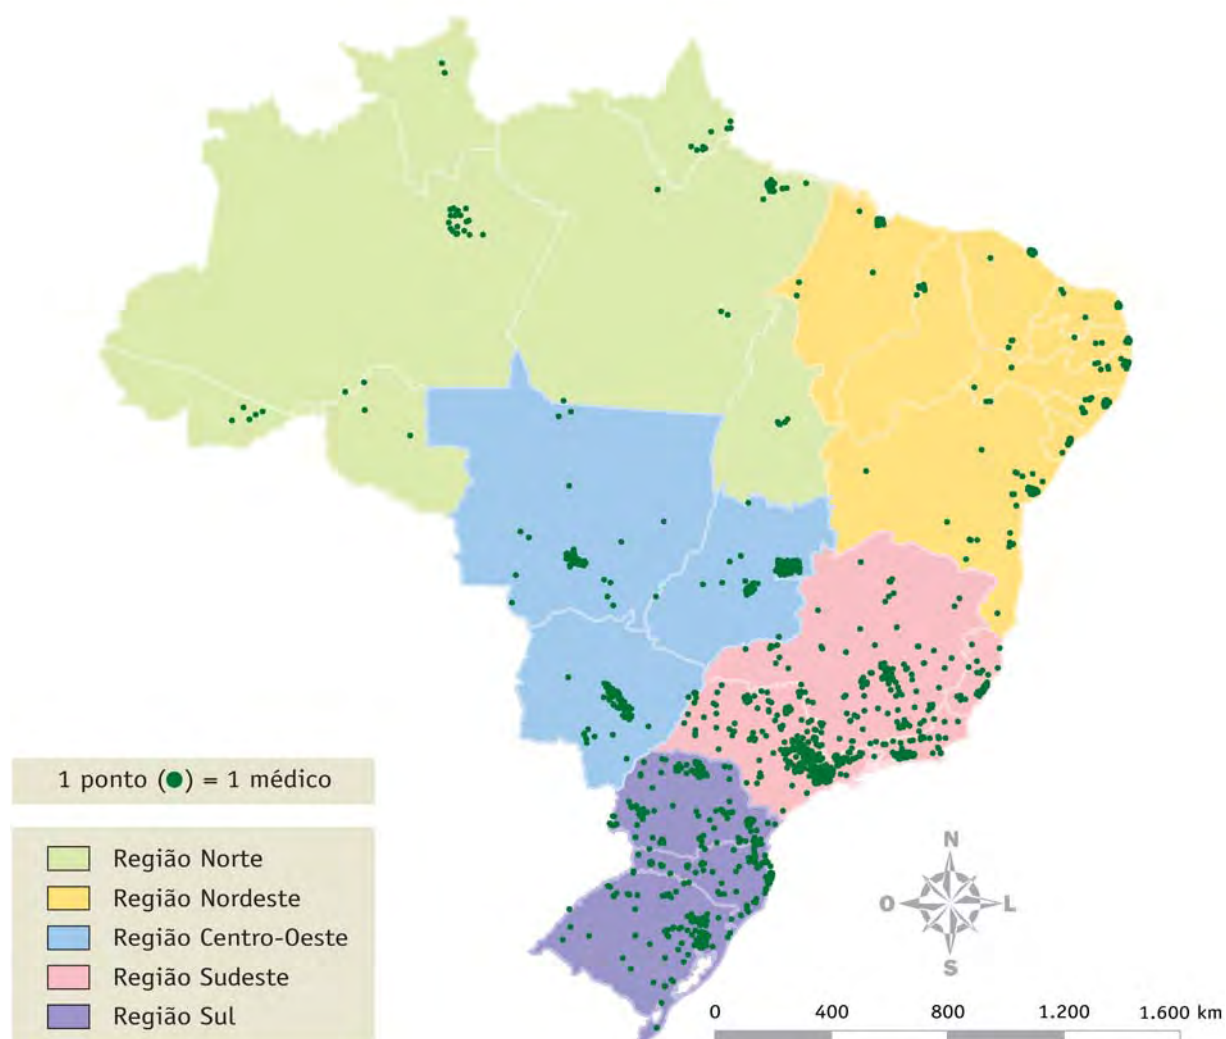 1 ponto (●) = 1 médico
Região Norte
Região Nordeste
Região Centro-Oeste
Região Sudeste
Região Sul
N
O
L
S
0 400 800 1.200 1.600 km